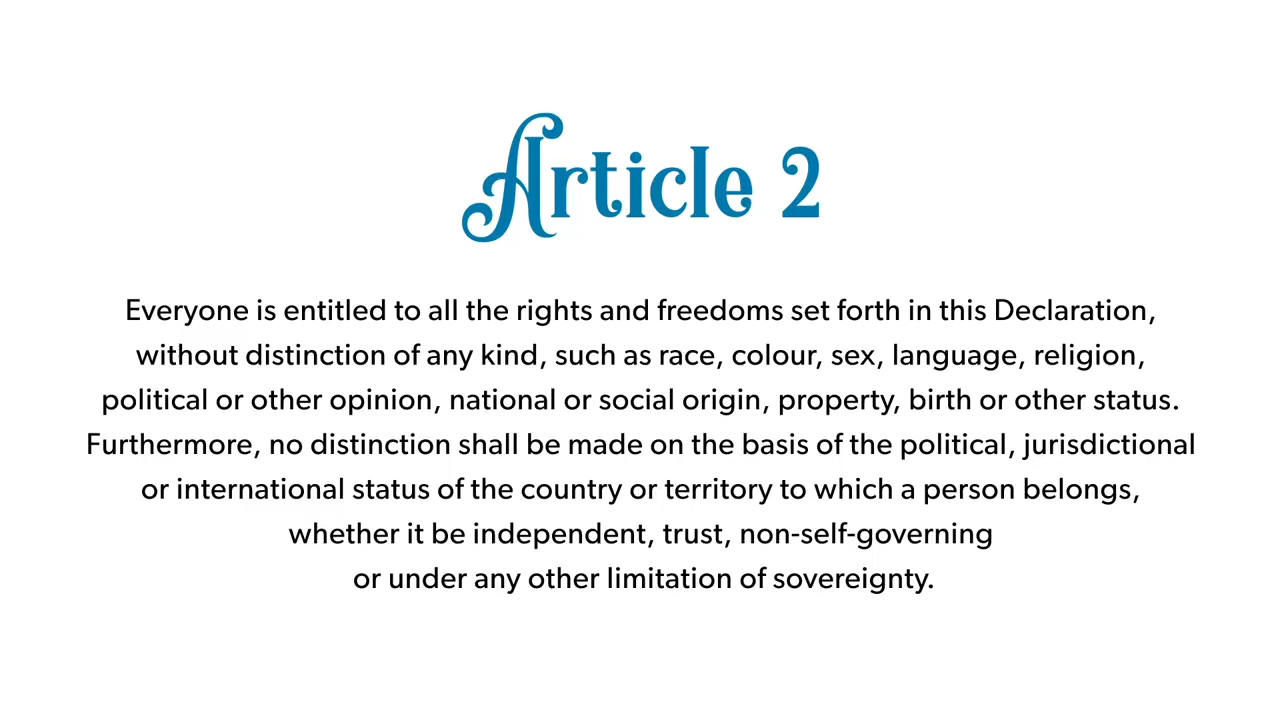 Article 2
Everyone is entitled to all the rights and freedoms set forth in this Declaration,
without distinction of any kind, such as race, colour, sex, language, religion,
political or other opinion, national or social origin, property, birth or other status.
Furthermore, no distinction shall be made on the basis of the political, jurisdictional
or international status of the country or territory to which a person belongs,
whether it be independent, trust, non-self-governing
or under any other limitation of sovereignty.